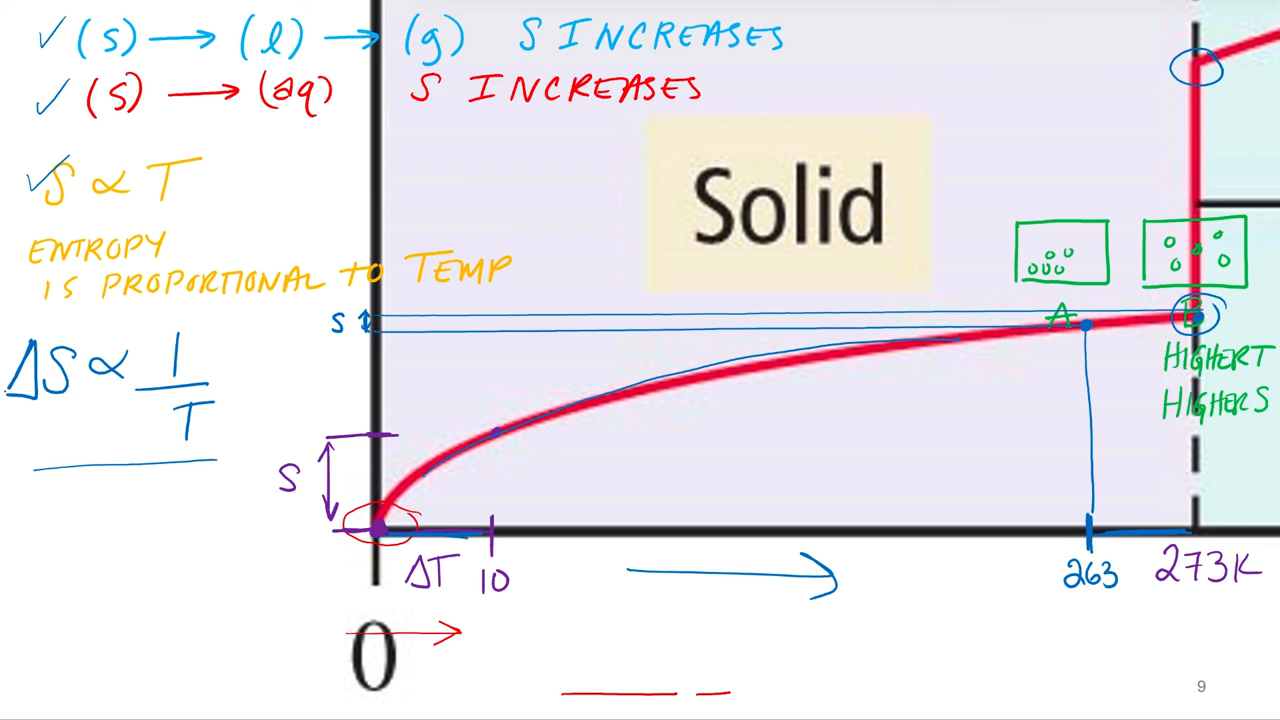 ✓ (s) → (l) → (g) S INCREASES
✓ (s) → (aq) S INCREASES
✓ S ∝ T
ENTROPY
IS PROPORTIONAL TO TEMP
Solid
S
A B
HIGHER T
HIGHER S
ΔS ∝ 1/T
S
ΔT 10 263 273K
0
9